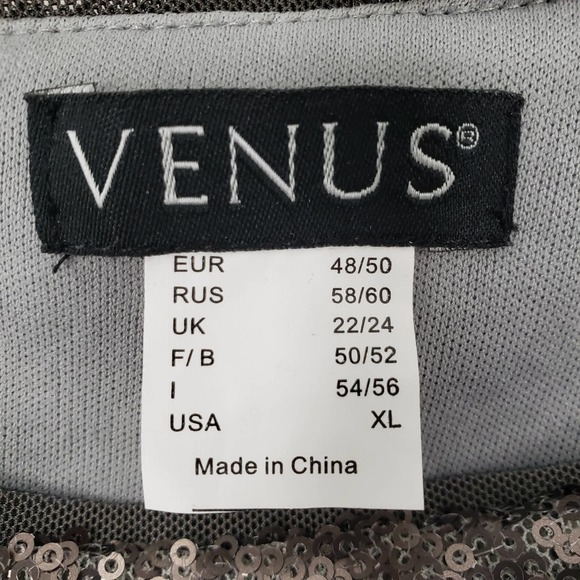 VENUS®
EUR 48/50
RUS 58/60
UK 22/24
F/B 50/52
I 54/56
USA XL
Made in China